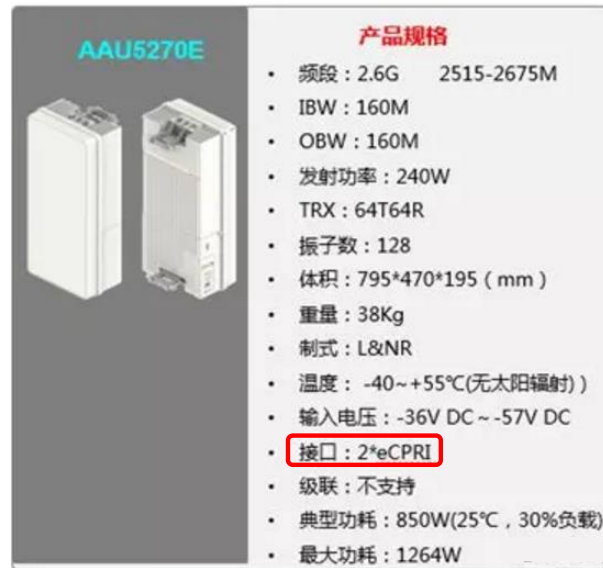 AAU5270E
产品规格
• 频段：2.6G 2515-2675M
• IBW：160M
• OBW：160M
• 发射功率：240W
• TRX：64T64R
• 振子数：128
• 体积：795*470*195（mm）
• 重量：38Kg
• 制式：L&NR
• 温度： -40~+55℃(无太阳辐射)）
• 输入电压：-36V DC～-57V DC
• 接口：2*eCPRI
• 级联：不支持
• 典型功耗：850W(25℃，30%负载)
• 最大功耗：1264W